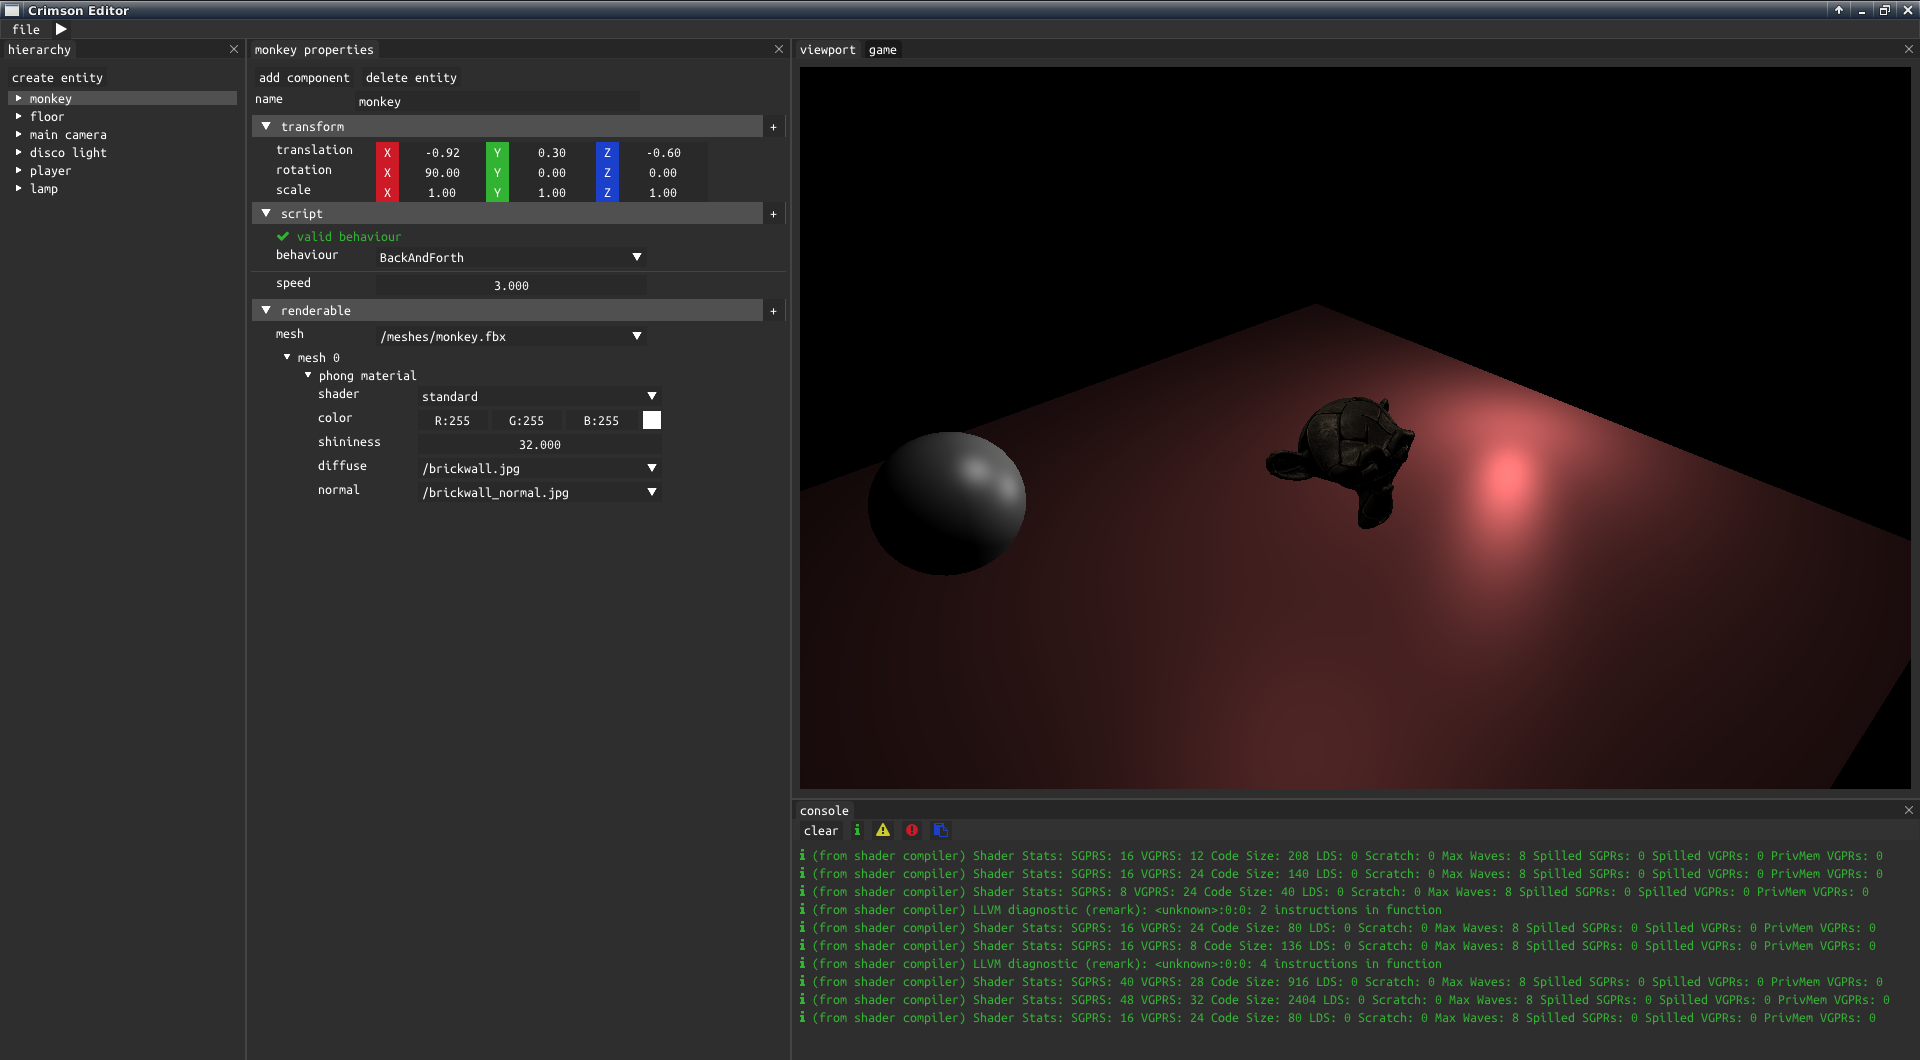 Crimson Editor
file
hierarchy
create entity
monkey
floor
main camera
disco light
player
lamp
monkey properties
add component delete entity
name monkey
transform +
translation X -0.92 Y 0.30 Z -0.60
rotation X 90.00 Y 0.00 Z 0.00
scale X 1.00 Y 1.00 Z 1.00
script +
valid behaviour
behaviour BackAndForth
speed 3.000
renderable +
mesh /meshes/monkey.fbx
mesh 0
phong material
shader standard
color R:255 G:255 B:255
shininess 32.000
diffuse /brickwall.jpg
normal /brickwall_normal.jpg
viewport game
console
clear
(from shader compiler) Shader Stats: SGPRS: 16 VGPRS: 12 Code Size: 208 LDS: 0 Scratch: 0 Max Waves: 8 Spilled SGPRs: 0 Spilled VGPRs: 0 PrivMem VGPRs: 0
(from shader compiler) Shader Stats: SGPRS: 16 VGPRS: 24 Code Size: 140 LDS: 0 Scratch: 0 Max Waves: 8 Spilled SGPRs: 0 Spilled VGPRs: 0 PrivMem VGPRs: 0
(from shader compiler) Shader Stats: SGPRS: 8 VGPRS: 24 Code Size: 40 LDS: 0 Scratch: 0 Max Waves: 8 Spilled SGPRs: 0 Spilled VGPRs: 0 PrivMem VGPRs: 0
(from shader compiler) LLVM diagnostic (remark): <unknown>:0:0: 2 instructions in function
(from shader compiler) Shader Stats: SGPRS: 16 VGPRS: 24 Code Size: 80 LDS: 0 Scratch: 0 Max Waves: 8 Spilled SGPRs: 0 Spilled VGPRs: 0 PrivMem VGPRs: 0
(from shader compiler) Shader Stats: SGPRS: 16 VGPRS: 8 Code Size: 136 LDS: 0 Scratch: 0 Max Waves: 8 Spilled SGPRs: 0 Spilled VGPRs: 0 PrivMem VGPRs: 0
(from shader compiler) LLVM diagnostic (remark): <unknown>:0:0: 4 instructions in function
(from shader compiler) Shader Stats: SGPRS: 40 VGPRS: 28 Code Size: 916 LDS: 0 Scratch: 0 Max Waves: 8 Spilled SGPRs: 0 Spilled VGPRs: 0 PrivMem VGPRs: 0
(from shader compiler) Shader Stats: SGPRS: 48 VGPRS: 32 Code Size: 2404 LDS: 0 Scratch: 0 Max Waves: 8 Spilled SGPRs: 0 Spilled VGPRs: 0 PrivMem VGPRs: 0
(from shader compiler) Shader Stats: SGPRS: 16 VGPRS: 24 Code Size: 80 LDS: 0 Scratch: 0 Max Waves: 8 Spilled SGPRs: 0 Spilled VGPRs: 0 PrivMem VGPRs: 0